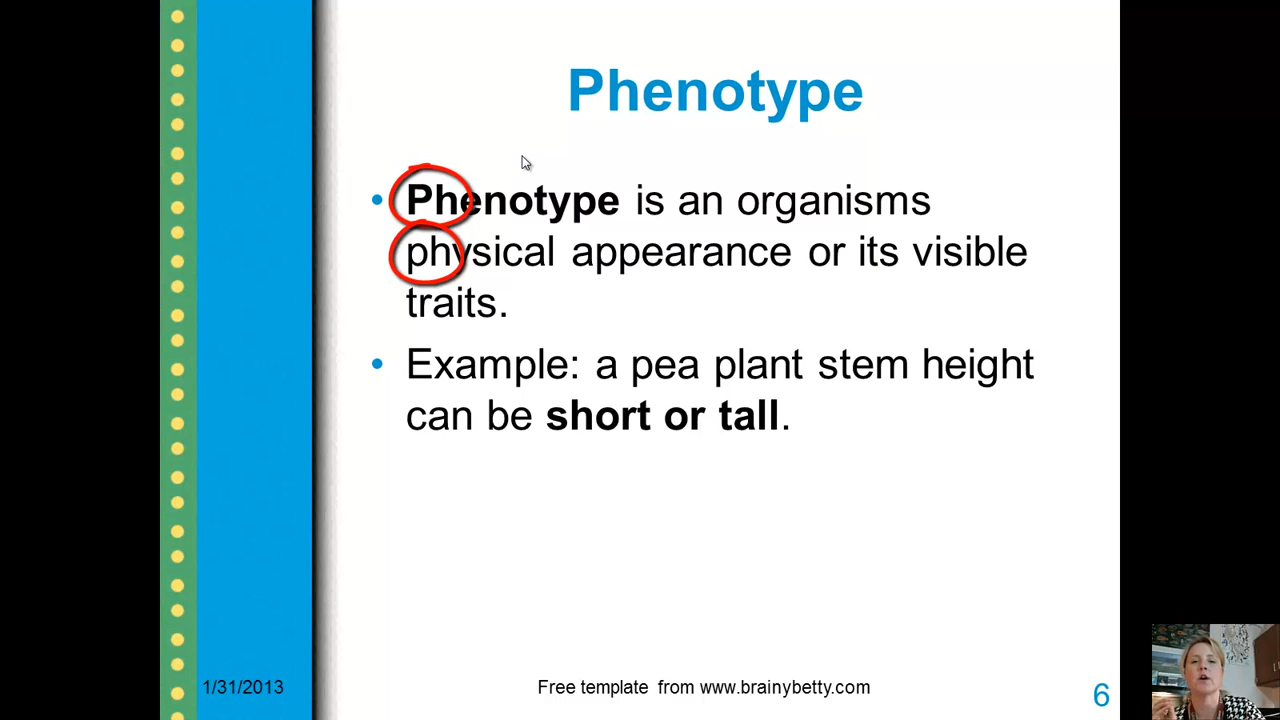 Phenotype
• Phenotype is an organisms
physical appearance or its visible
traits.
• Example: a pea plant stem height
can be short or tall.
1/31/2013
Free template from www.brainybetty.com
6